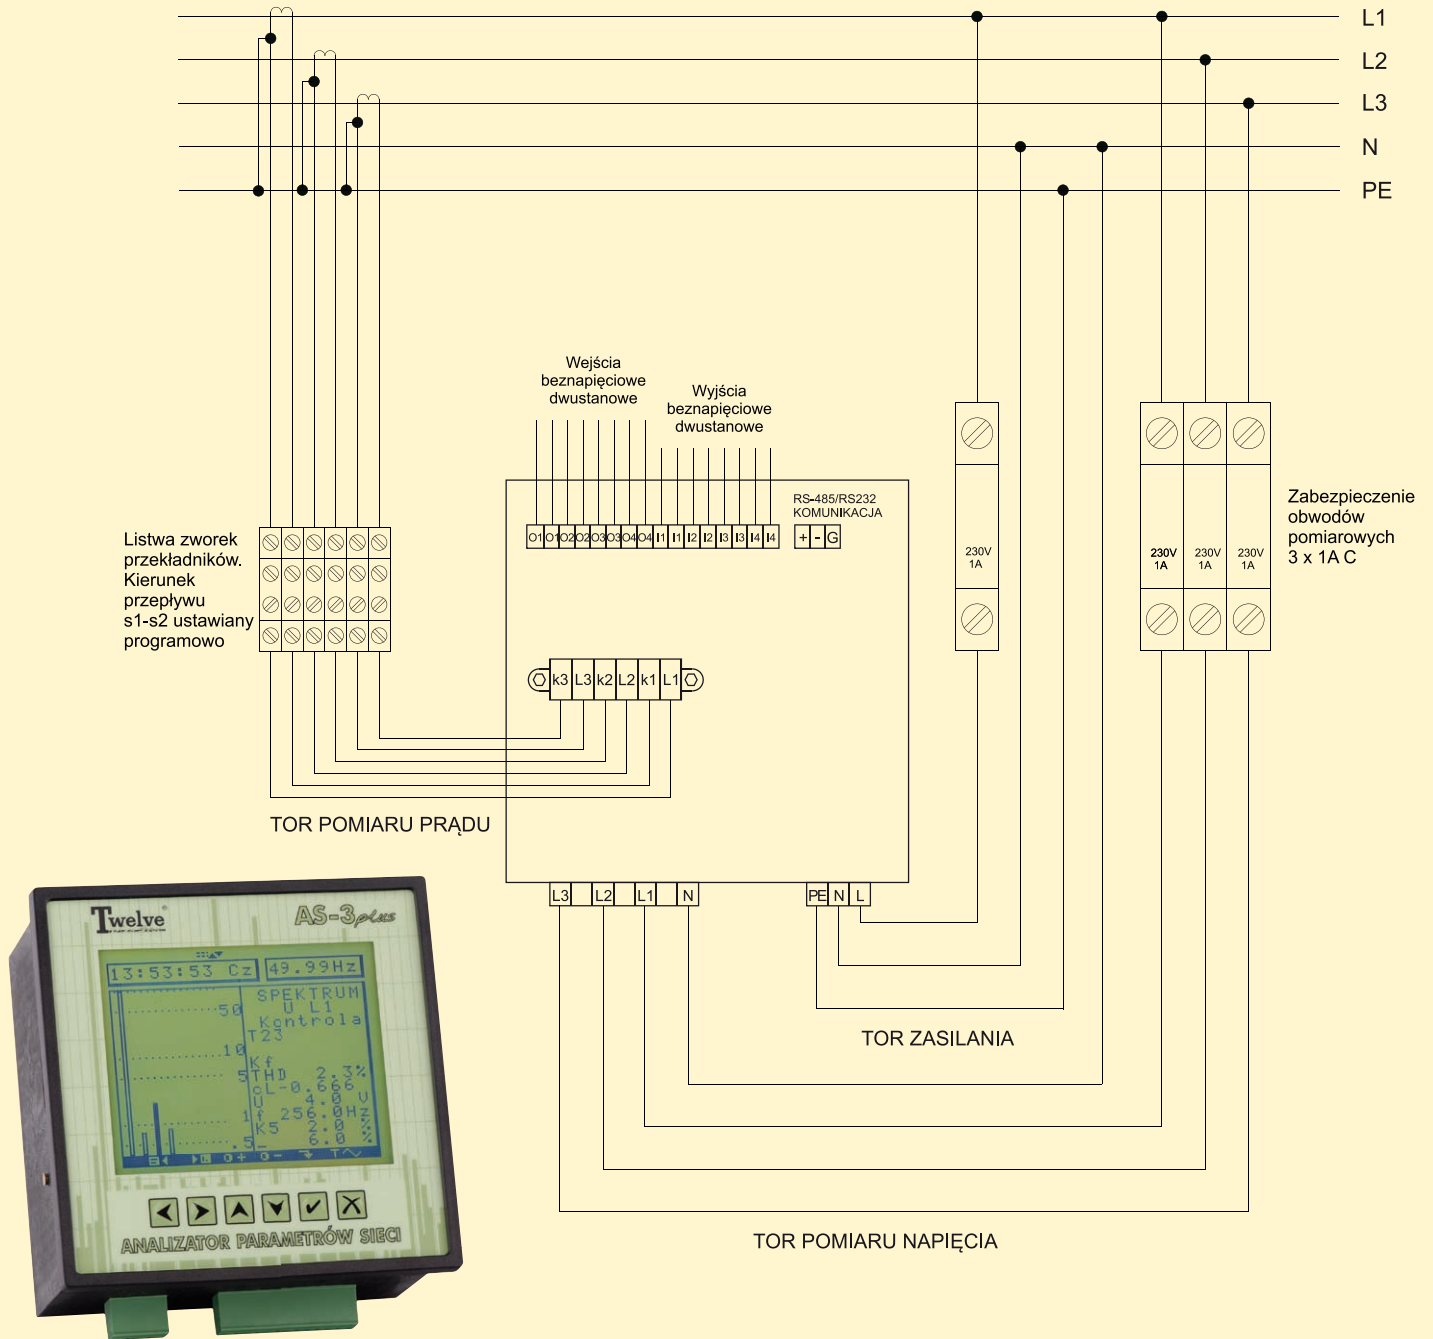 L1
L2
L3
N
PE
Wejścia
beznapięciowe
dwustanowe
Wyjścia
beznapięciowe
dwustanowe
RS-485/RS232
KOMUNIKACJA
O1 O1 O2 O2 O3 O3 O4 O4 I1 I1 I2 I2 I3 I3 I4 I4
+ - G
Listwa zworek
przekładników.
Kierunek
przepływu
s1-s2 ustawiany
programowo
230V
1A
230V
1A
230V
1A
230V
1A
Zabezpieczenie
obwodów
pomiarowych
3 x 1A C
k3 L3 k2 L2 k1 L1
TOR POMIARU PRĄDU
L3 L2 L1 N
PE N L
TOR ZASILANIA
TOR POMIARU NAPIĘCIA
Twelve
AS-3 plus
13:53:53 Cz 49.99Hz
SPEKTRUM
U L1
Kontrola
T23
Kf
THD 2.3%
cL-0.666
U 4.0 V
f 256.0Hz
K5 2.0 %
6.0 %
50
10
5
1
.5
ANALIZATOR PARAMETRÓW SIECI